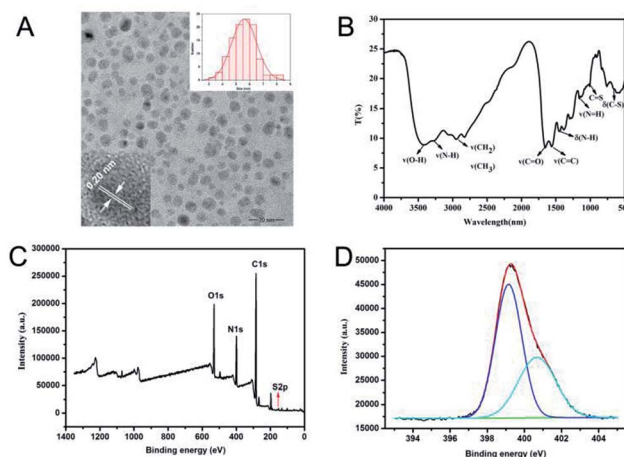 A
0.20 nm
B
T(%)
25
20
15
10
5
0
C=S
δ(C-S)
ν(N=H)
δ(N-H)
ν(CH2)
ν(N-H)
ν(O-H)
ν(CH3)
ν(C=O)
ν(C=C)
4000 3500 3000 2500 2000 1500 1000 500
Wavelength(nm)
C
Intensity (a.u.)
300000
250000
200000
150000
100000
50000
0
C1s
O1s
N1s
S2p
1400 1200 1000 800 600 400 200 0
Binding energy (eV)
D
Intensity (a.u.)
50000
45000
40000
35000
30000
25000
20000
15000
394 396 398 400 402 404
Binding energy (eV)